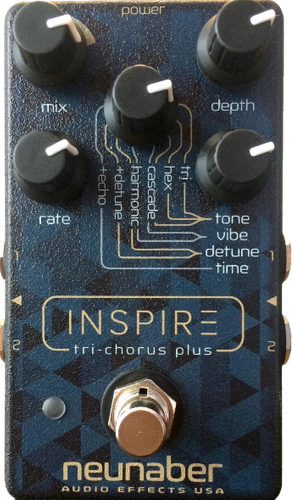 power
mix
depth
rate
+echo
+detune
harmonic
cascade
hex
tri
tone
vibe
detune
time
1
1
INSPIRE
tri-chorus plus
2
2
neunaber
AUDIO EFFECTS USA